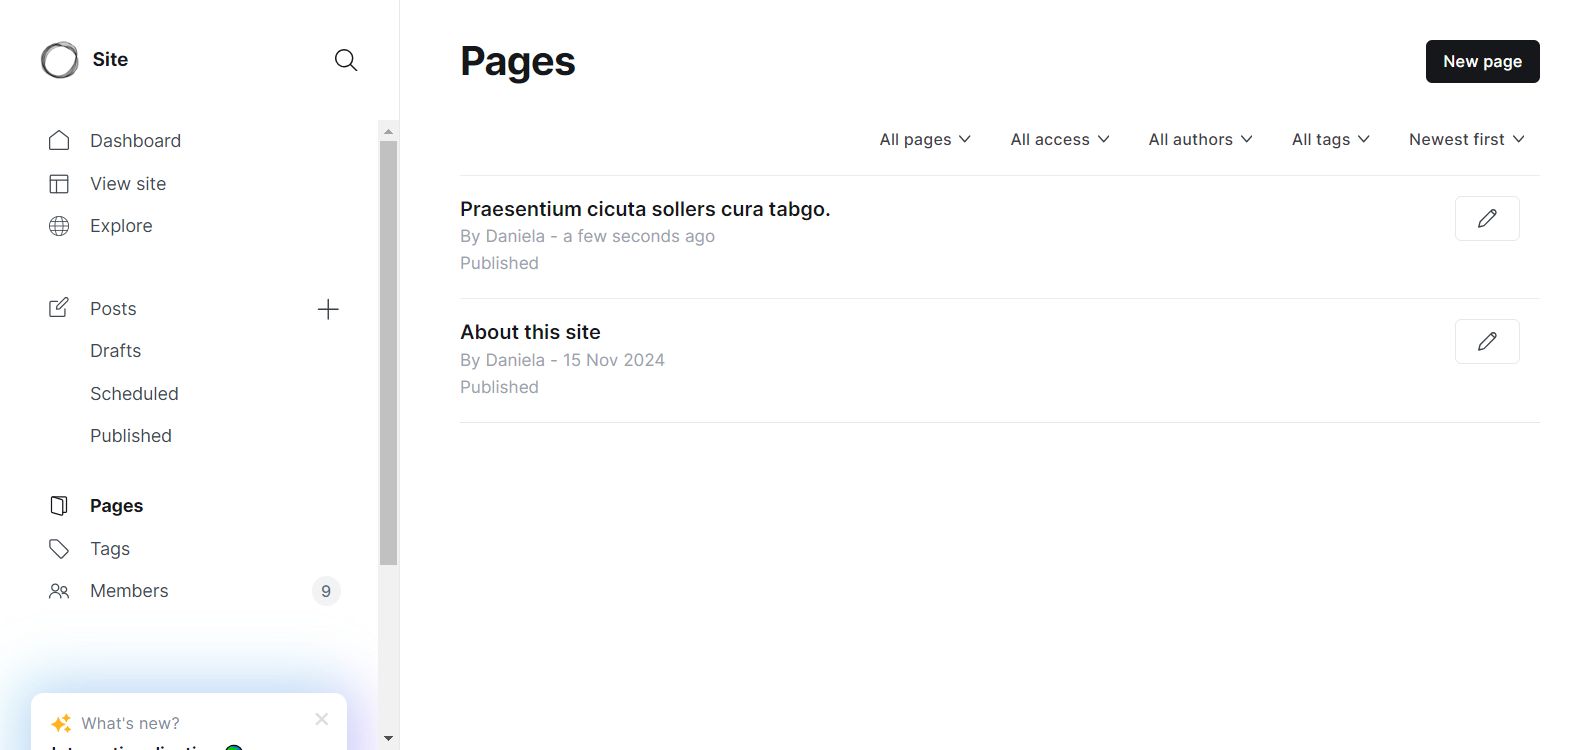 Site
Dashboard
View site
Explore
Posts
Drafts
Scheduled
Published
Pages
Tags
Members 9
What's new?
Pages
New page
All pages All access All authors All tags Newest first
Praesentium cicuta sollers cura tabgo.
By Daniela - a few seconds ago
Published
About this site
By Daniela - 15 Nov 2024
Published